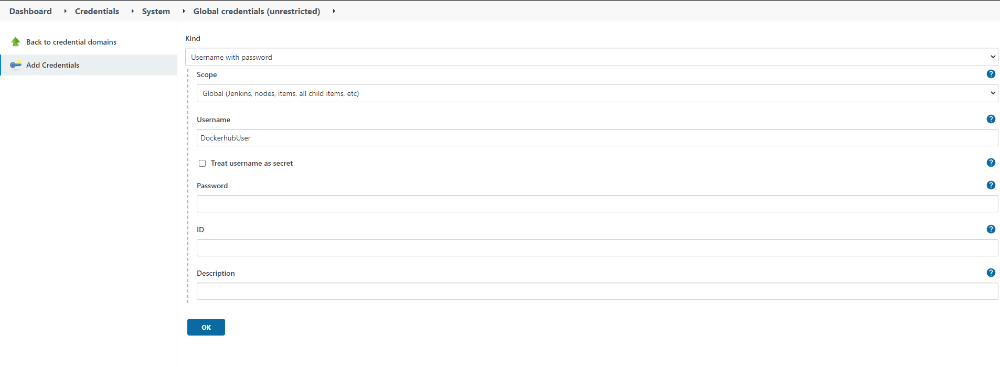 Dashboard Credentials System Global credentials (unrestricted)
Back to credential domains
Add Credentials
Kind
Username with password
Scope
?
Global (Jenkins, nodes, items, all child items, etc)
Username
?
DockerhubUser
Treat username as secret
?
Password
?
ID
?
Description
?
OK